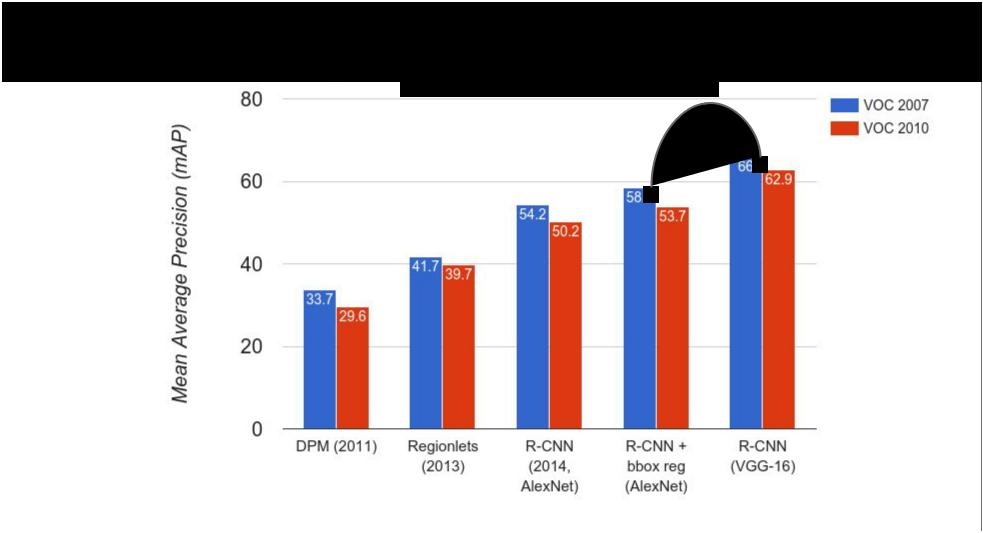 80
60
40
20
0
Mean Average Precision (mAP)
VOC 2007
VOC 2010
33.7
29.6
41.7
39.7
54.2
50.2
58
53.7
66
62.9
DPM (2011)
Regionlets
(2013)
R-CNN
(2014,
AlexNet)
R-CNN +
bbox reg
(AlexNet)
R-CNN
(VGG-16)